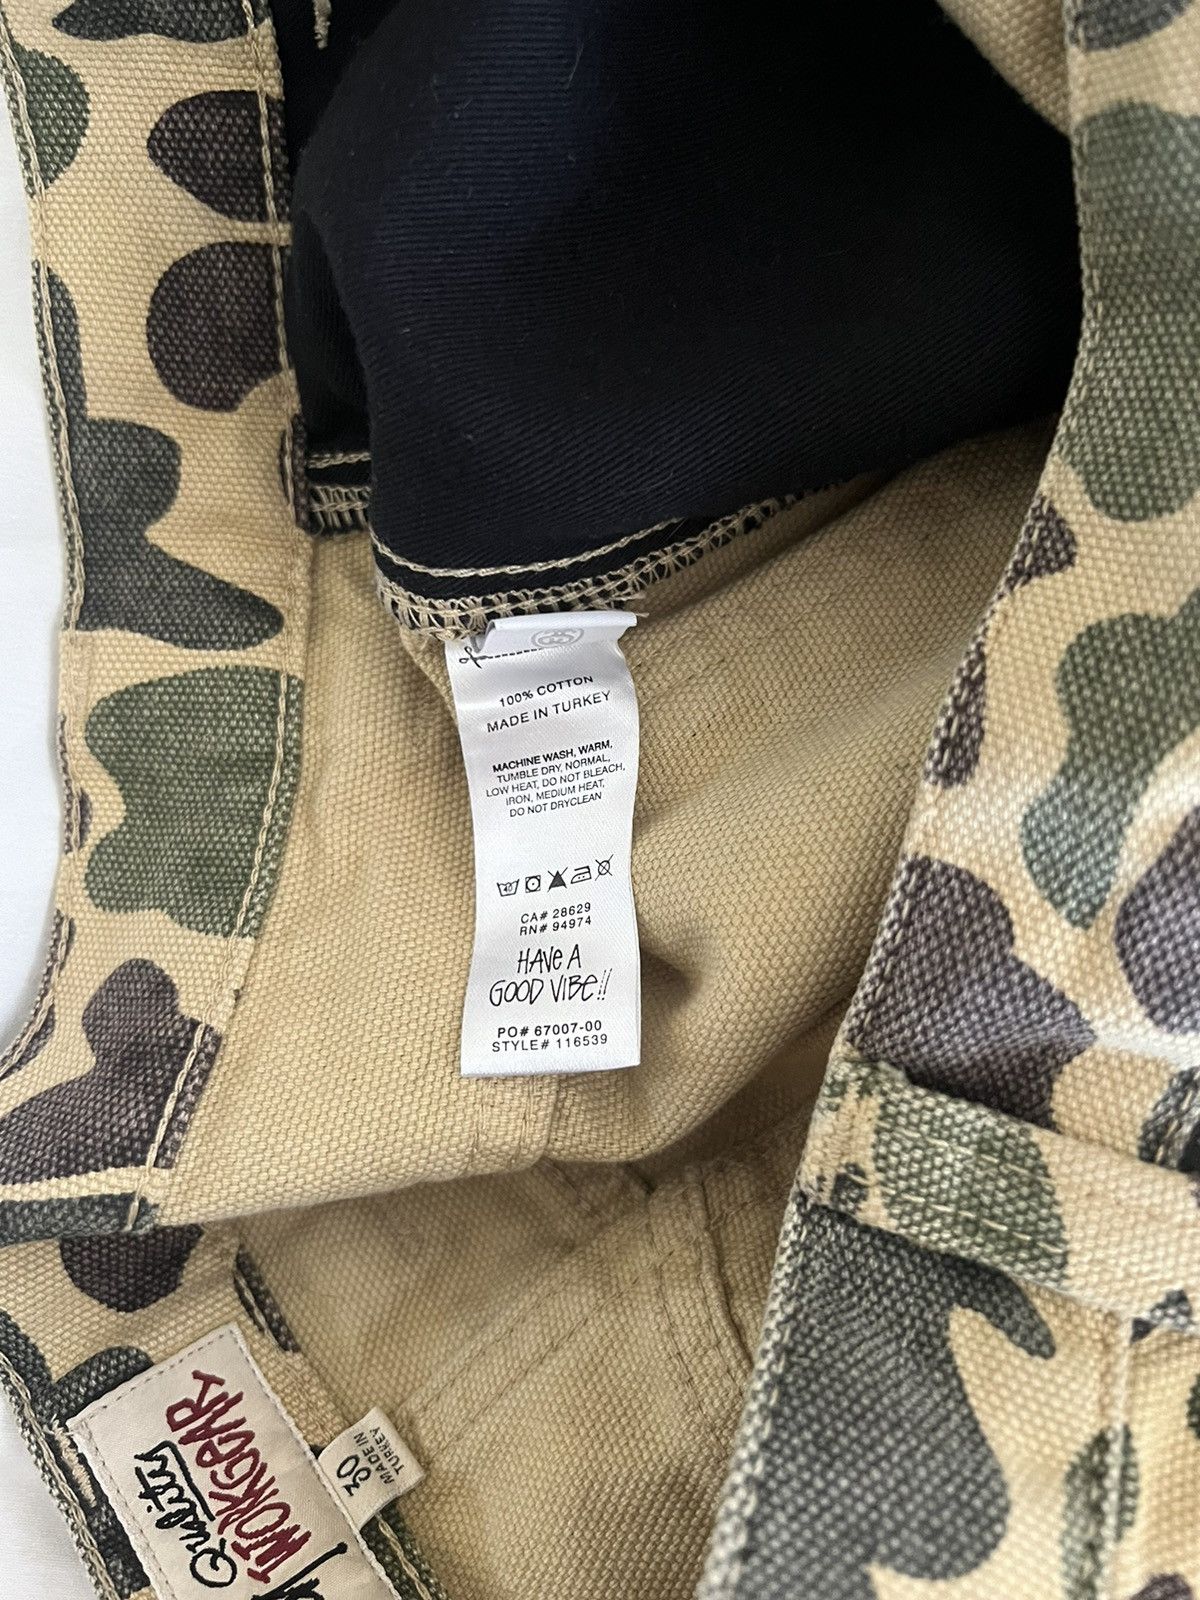 100% COTTON
MADE IN TURKEY
MACHINE WASH, WARM,
TUMBLE DRY, NORMAL,
LOW HEAT, DO NOT BLEACH,
IRON, MEDIUM HEAT,
DO NOT DRYCLEAN
CA# 28629
RN# 94974
HAVE A
GOOD VIBE!!
PO# 67007-00
STYLE# 116539
Quality
WORKGEAR
30
MADE IN
TURKEY